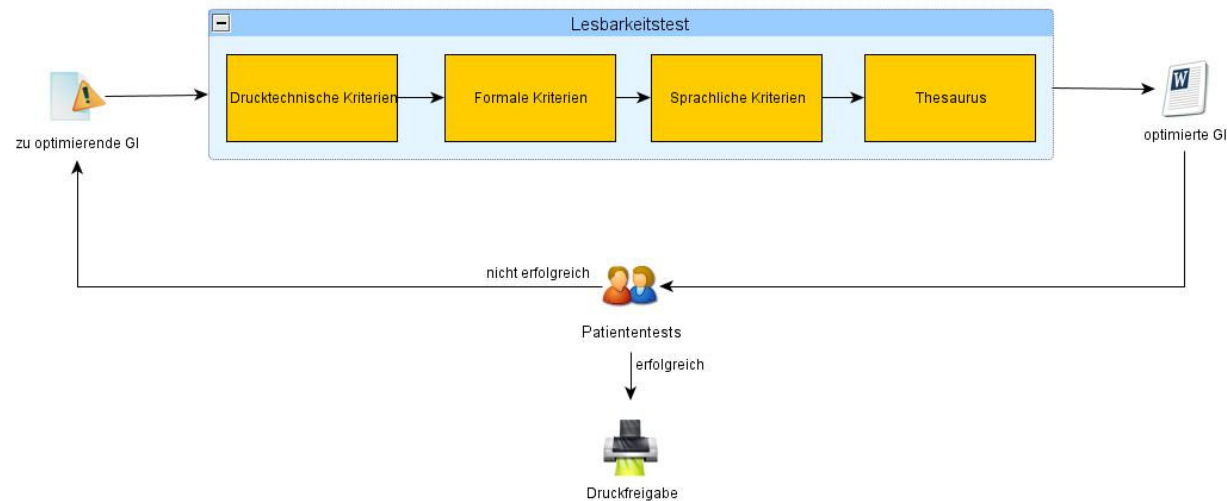 Lesbarkeitstest
Drucktechnische Kriterien
Formale Kriterien
Sprachliche Kriterien
Thesaurus
zu optimierende GI
optimierte GI
nicht erfolgreich
Patiententests
erfolgreich
Druckfreigabe